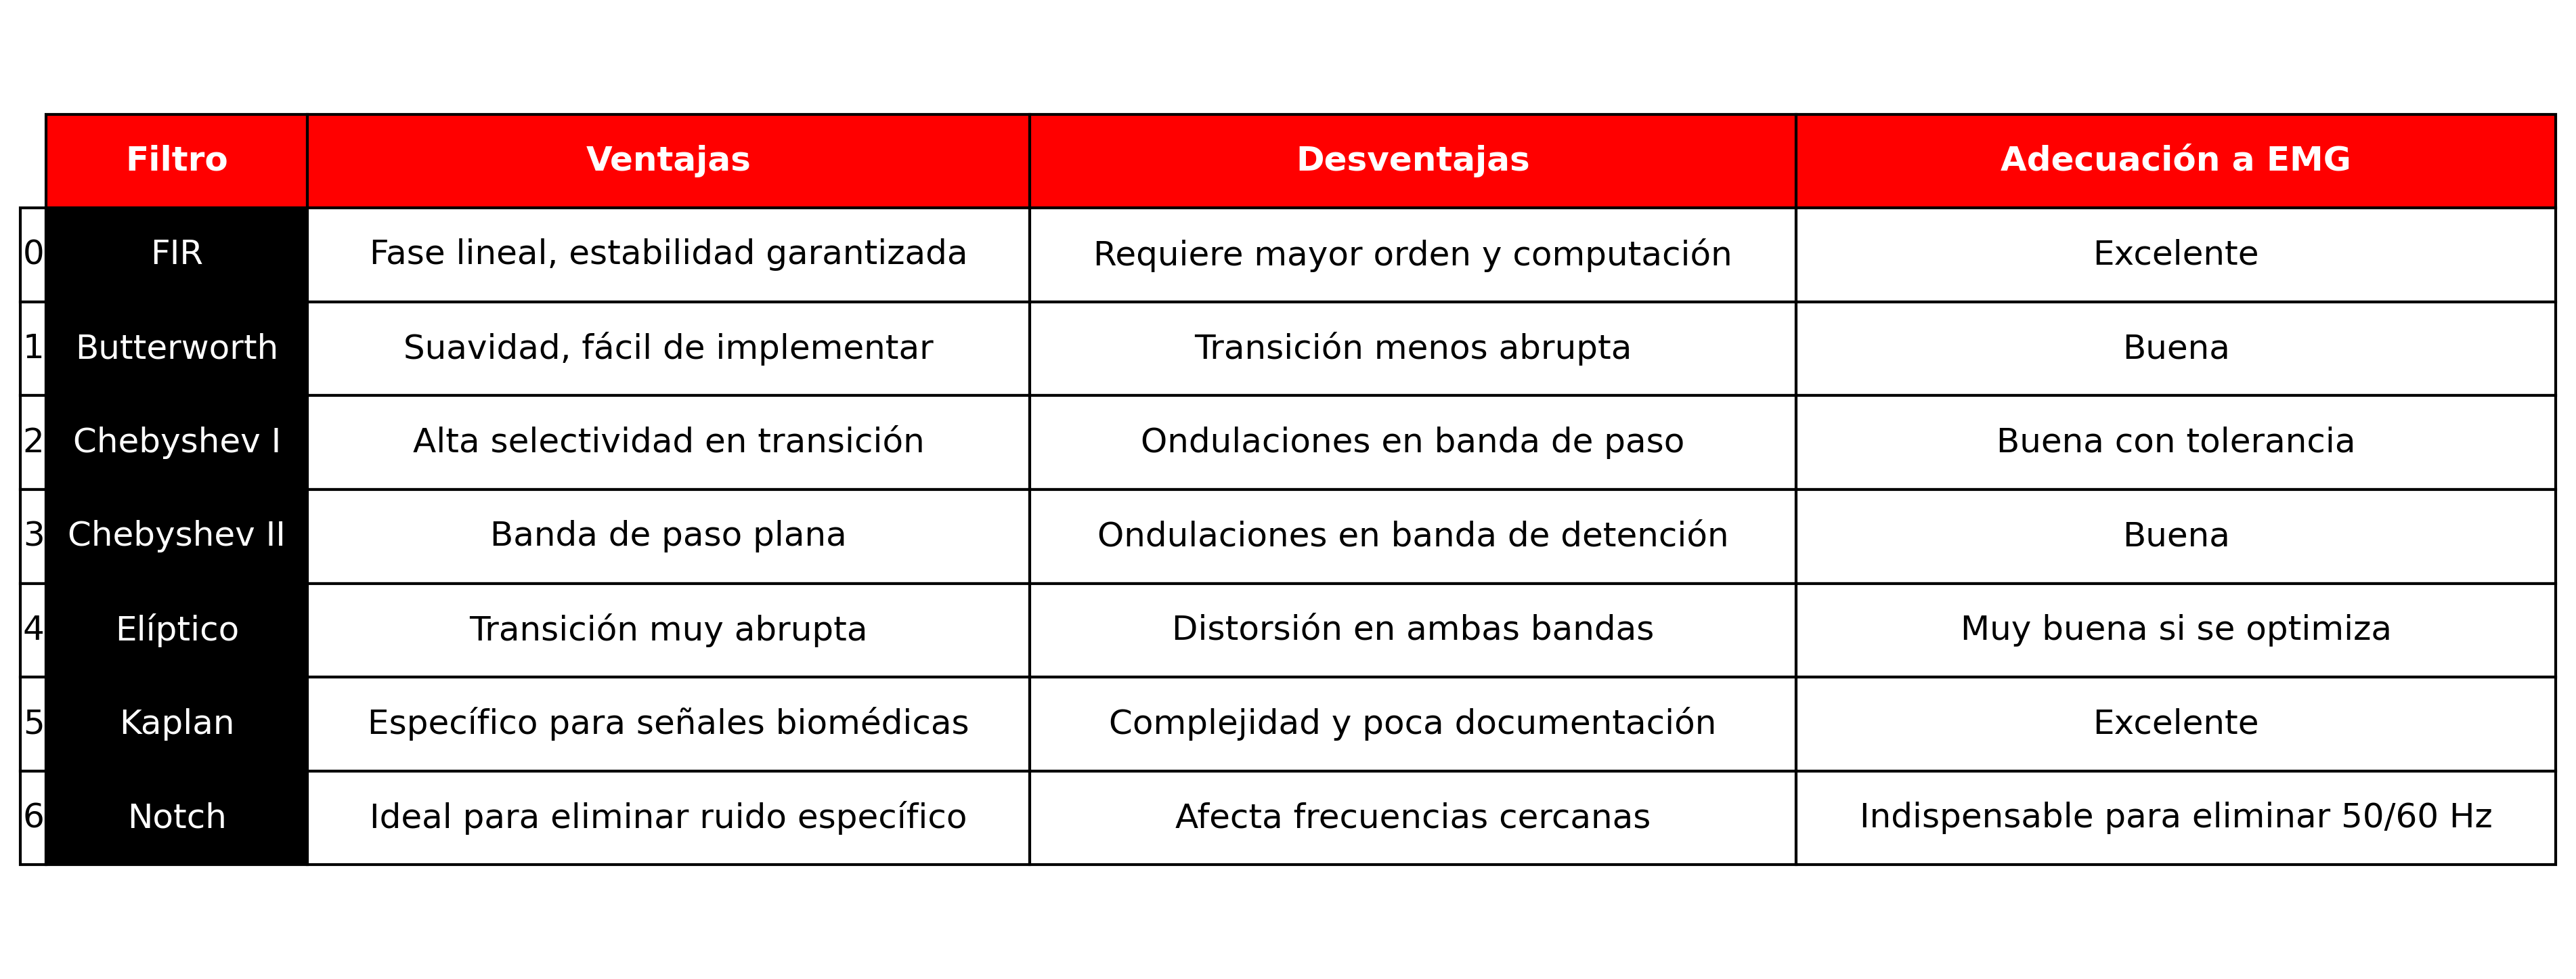 Filtro Ventajas Desventajas Adecuación a EMG
0 FIR Fase lineal, estabilidad garantizada Requiere mayor orden y computación Excelente
1 Butterworth Suavidad, fácil de implementar Transición menos abrupta Buena
2 Chebyshev I Alta selectividad en transición Ondulaciones en banda de paso Buena con tolerancia
3 Chebyshev II Banda de paso plana Ondulaciones en banda de detención Buena
4 Elíptico Transición muy abrupta Distorsión en ambas bandas Muy buena si se optimiza
5 Kaplan Específico para señales biomédicas Complejidad y poca documentación Excelente
6 Notch Ideal para eliminar ruido específico Afecta frecuencias cercanas Indispensable para eliminar 50/60 Hz